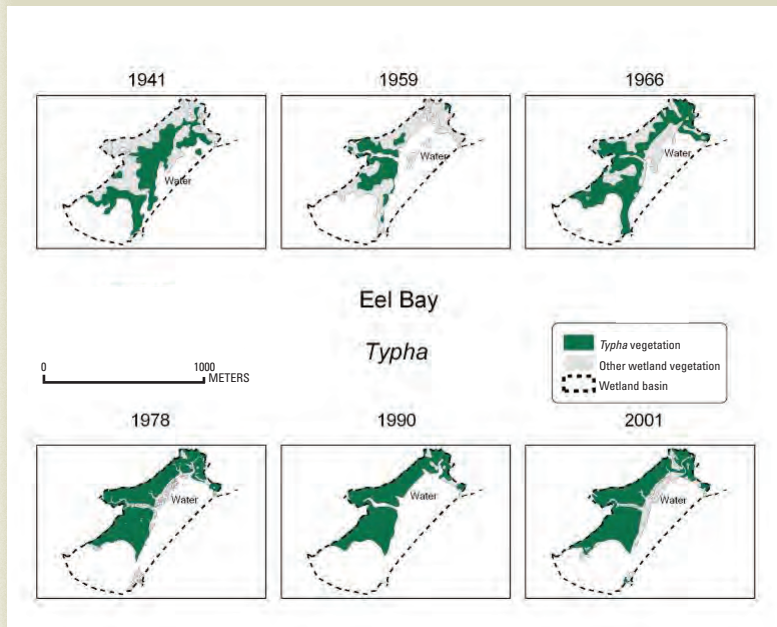 1941 1959 1966
Water Water Water
Eel Bay
Typha
Typha vegetation
Other wetland vegetation
Wetland basin
0 1000
METERS
1978 1990 2001
Water Water Water